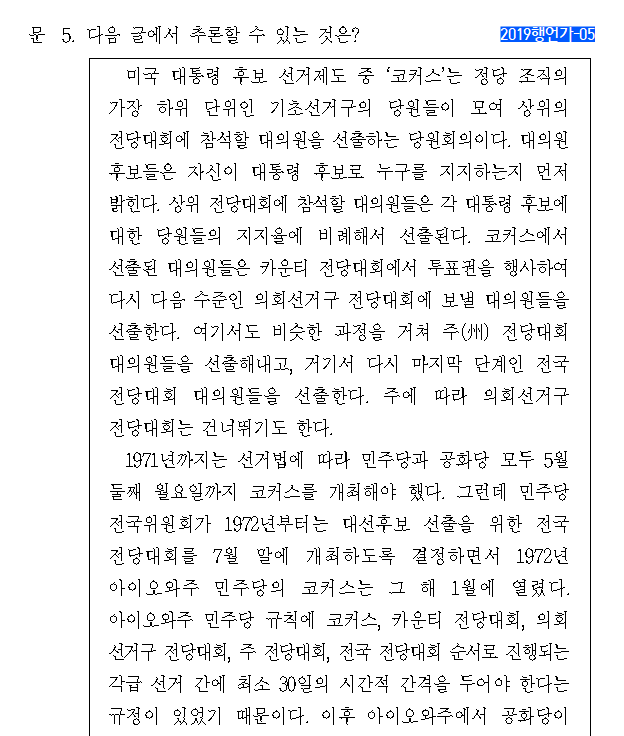 문 5. 다음 글에서 추론할 수 있는 것은?
2019행언가-05
미국 대통령 후보 선거제도 중 ‘코커스’는 정당 조직의
가장 하위 단위인 기초선거구의 당원들이 모여 상위의
전당대회에 참석할 대의원을 선출하는 당원회의이다. 대의원
후보들은 자신이 대통령 후보로 누구를 지지하는지 먼저
밝힌다. 상위 전당대회에 참석할 대의원들은 각 대통령 후보에
대한 당원들의 지지율에 비례해서 선출된다. 코커스에서
선출된 대의원들은 카운티 전당대회에서 투표권을 행사하여
다시 다음 수준인 의회선거구 전당대회에 보낼 대의원들을
선출한다. 여기서도 비슷한 과정을 거쳐 주(州) 전당대회
대의원들을 선출해내고, 거기서 다시 마지막 단계인 전국
전당대회 대의원들을 선출한다. 주에 따라 의회선거구
전당대회는 건너뛰기도 한다.
1971년까지는 선거법에 따라 민주당과 공화당 모두 5월
둘째 월요일까지 코커스를 개최해야 했다. 그런데 민주당
전국위원회가 1972년부터는 대선후보 선출을 위한 전국
전당대회를 7월 말에 개최하도록 결정하면서 1972년
아이오와주 민주당의 코커스는 그 해 1월에 열렸다.
아이오와주 민주당 규칙에 코커스, 카운티 전당대회, 의회
선거구 전당대회, 주 전당대회, 전국 전당대회 순서로 진행되는
각급 선거 간에 최소 30일의 시간적 간격을 두어야 한다는
규정이 있었기 때문이다. 이후 아이오와주에서 공화당이